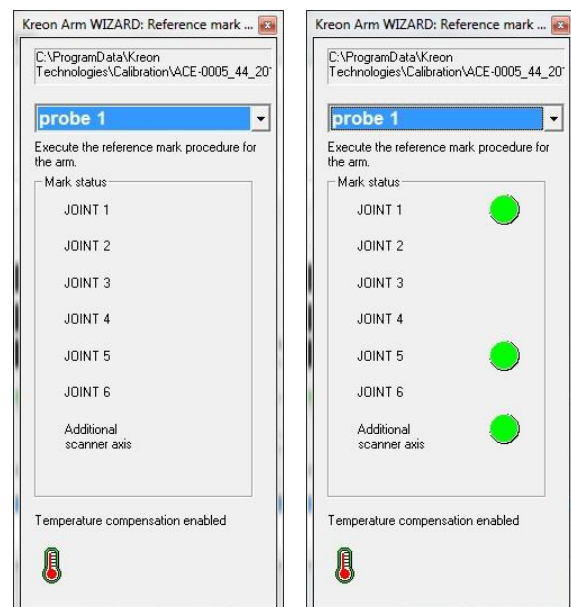 Kreon Arm WIZARD: Reference mark ...
C:\ProgramData\Kreon
Technologies\Calibration\ACE-0005_44_20
probe 1
Execute the reference mark procedure for
the arm.
Mark status
JOINT 1
JOINT 2
JOINT 3
JOINT 4
JOINT 5
JOINT 6
Additional
scanner axis
Temperature compensation enabled
Kreon Arm WIZARD: Reference mark ...
C:\ProgramData\Kreon
Technologies\Calibration\ACE-0005_44_20
probe 1
Execute the reference mark procedure for
the arm.
Mark status
JOINT 1
JOINT 2
JOINT 3
JOINT 4
JOINT 5
JOINT 6
Additional
scanner axis
Temperature compensation enabled